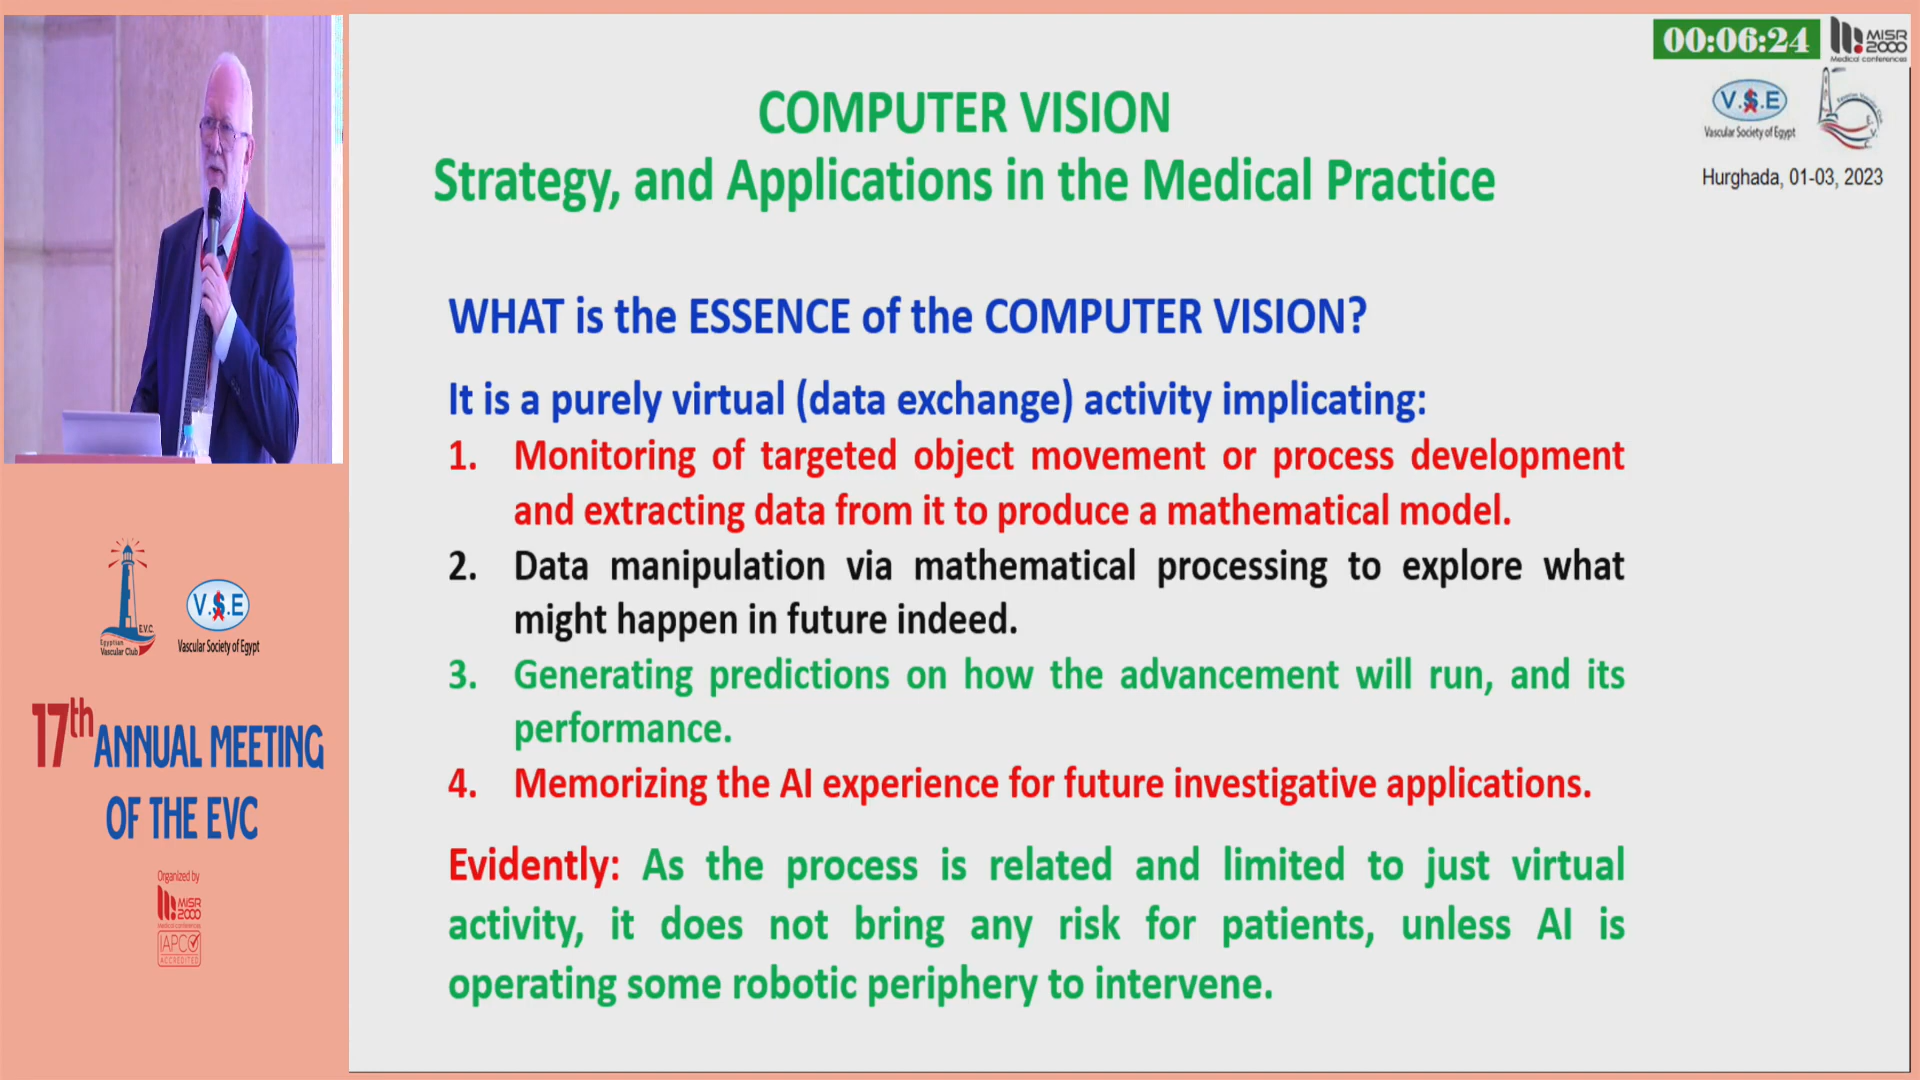 00:06:24
MISR
2000
Medical conferences
V.S.E
Vascular Society of Egypt
Hurghada, 01-03, 2023
COMPUTER VISION
Strategy, and Applications in the Medical Practice
WHAT is the ESSENCE of the COMPUTER VISION?
It is a purely virtual (data exchange) activity implicating:
1. Monitoring of targeted object movement or process development
and extracting data from it to produce a mathematical model.
2. Data manipulation via mathematical processing to explore what
might happen in future indeed.
3. Generating predictions on how the advancement will run, and its
performance.
4. Memorizing the AI experience for future investigative applications.
Evidently: As the process is related and limited to just virtual
activity, it does not bring any risk for patients, unless AI is
operating some robotic periphery to intervene.
E.V.C
Egyptian
Vascular Club
V.S.E
Vascular Society of Egypt
17th ANNUAL MEETING
OF THE EVC
Organized by
MISR
2000
Medical conferences
IAPCO
ACCREDITED